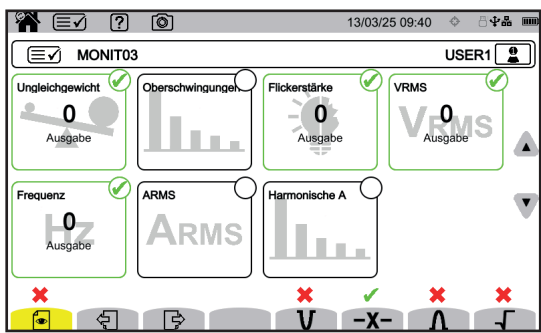 13/03/25 09:40
MONIT03
USER1
Ungleichgewicht
0
Ausgabe
Oberschwingungen
Flickerstärke
0
Ausgabe
VRMS
VRMS
0
Ausgabe
Frequenz
Hz
0
Ausgabe
ARMS
ARMS
Harmonische A
-X-